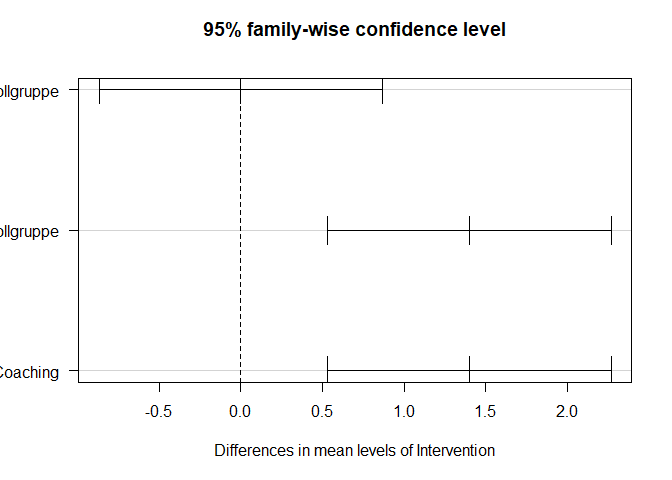 95% family-wise confidence level
ollgruppe
ollgruppe
Coaching
-0.5 0.0 0.5 1.0 1.5 2.0
Differences in mean levels of Intervention